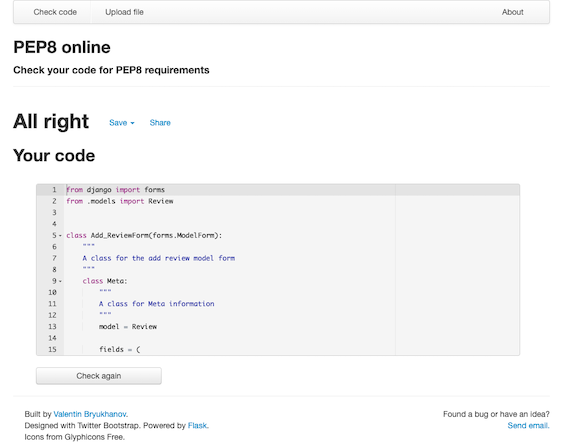 Check code Upload file About
PEP8 online
Check your code for PEP8 requirements
All right Save Share
Your code
1 from django import forms
2 from .models import Review
3
4
5 class Add_ReviewForm(forms.ModelForm):
6 """
7 A class for the add review model form
8 """
9 class Meta:
10 """
11 A class for Meta information
12 """
13 model = Review
14
15 fields = (
Check again
Built by Valentin Bryukhanov. Found a bug or have an idea?
Designed with Twitter Bootstrap. Powered by Flask. Send email.
Icons from Glyphicons Free.